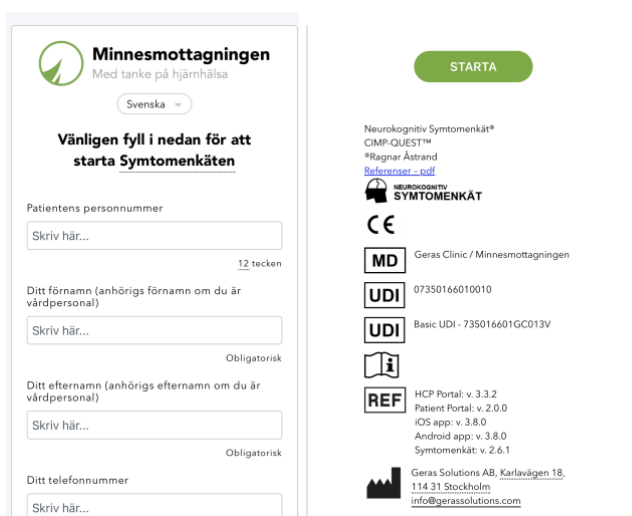 Minnesmottagningen
Med tanke på hjärnhälsa
Svenska
Vänligen fyll i nedan för att
starta Symtomenkäten
Patientens personnummer
Skriv här...
12 tecken
Ditt förnamn (anhörigs förnamn om du är
vårdpersonal)
Skriv här...
Obligatorisk
Ditt efternamn (anhörigs efternamn om du är
vårdpersonal)
Skriv här...
Obligatorisk
Ditt telefonnummer
Skriv här...
STARTA
Neurokognitiv Symtomenkät®
CIMP-QUEST™
®Ragnar Åstrand
Referenser - pdf
NEUROKOGNITIV
SYMTOMENKÄT
CE
MD Geras Clinic / Minnesmottagningen
UDI 07350166010010
UDI Basic UDI - 735016601GC013V
i
REF HCP Portal: v. 3.3.2
Patient Portal: v. 2.0.0
iOS app: v. 3.8.0
Android app: v. 3.8.0
Symtomenkät: v. 2.6.1
Geras Solutions AB, Karlavägen 18,
114 31 Stockholm
info@gerassolutions.com